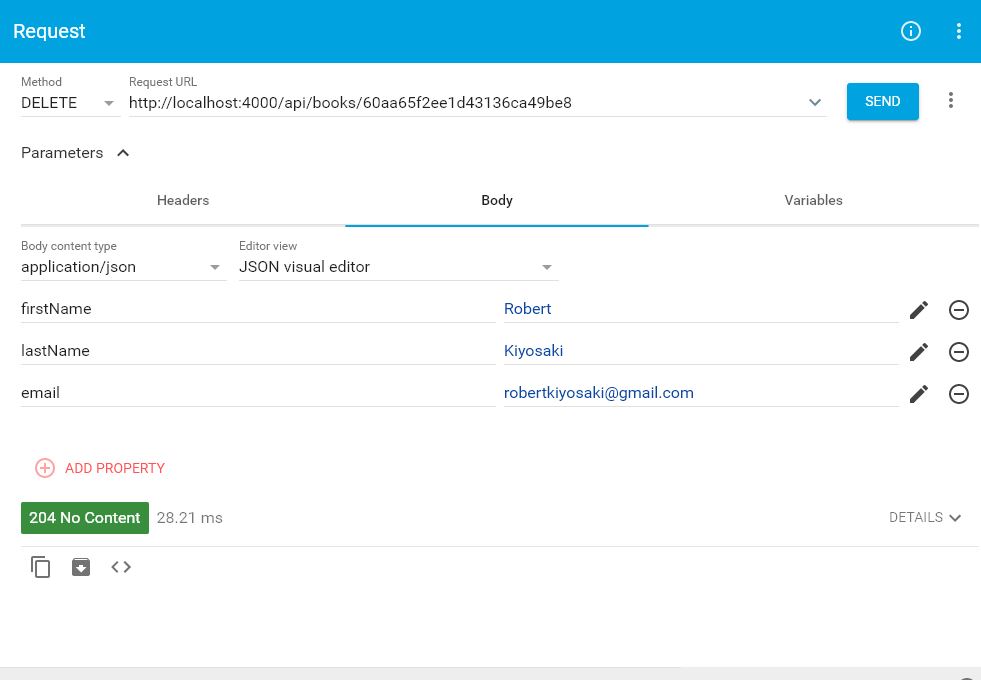 Request
Method
Request URL
DELETE
http://localhost:4000/api/books/60aa65f2ee1d43136ca49be8
SEND
Parameters
Headers
Body
Variables
Body content type
Editor view
application/json
JSON visual editor
firstName
Robert
lastName
Kiyosaki
email
robertkiyosaki@gmail.com
ADD PROPERTY
204 No Content
28.21 ms
DETAILS